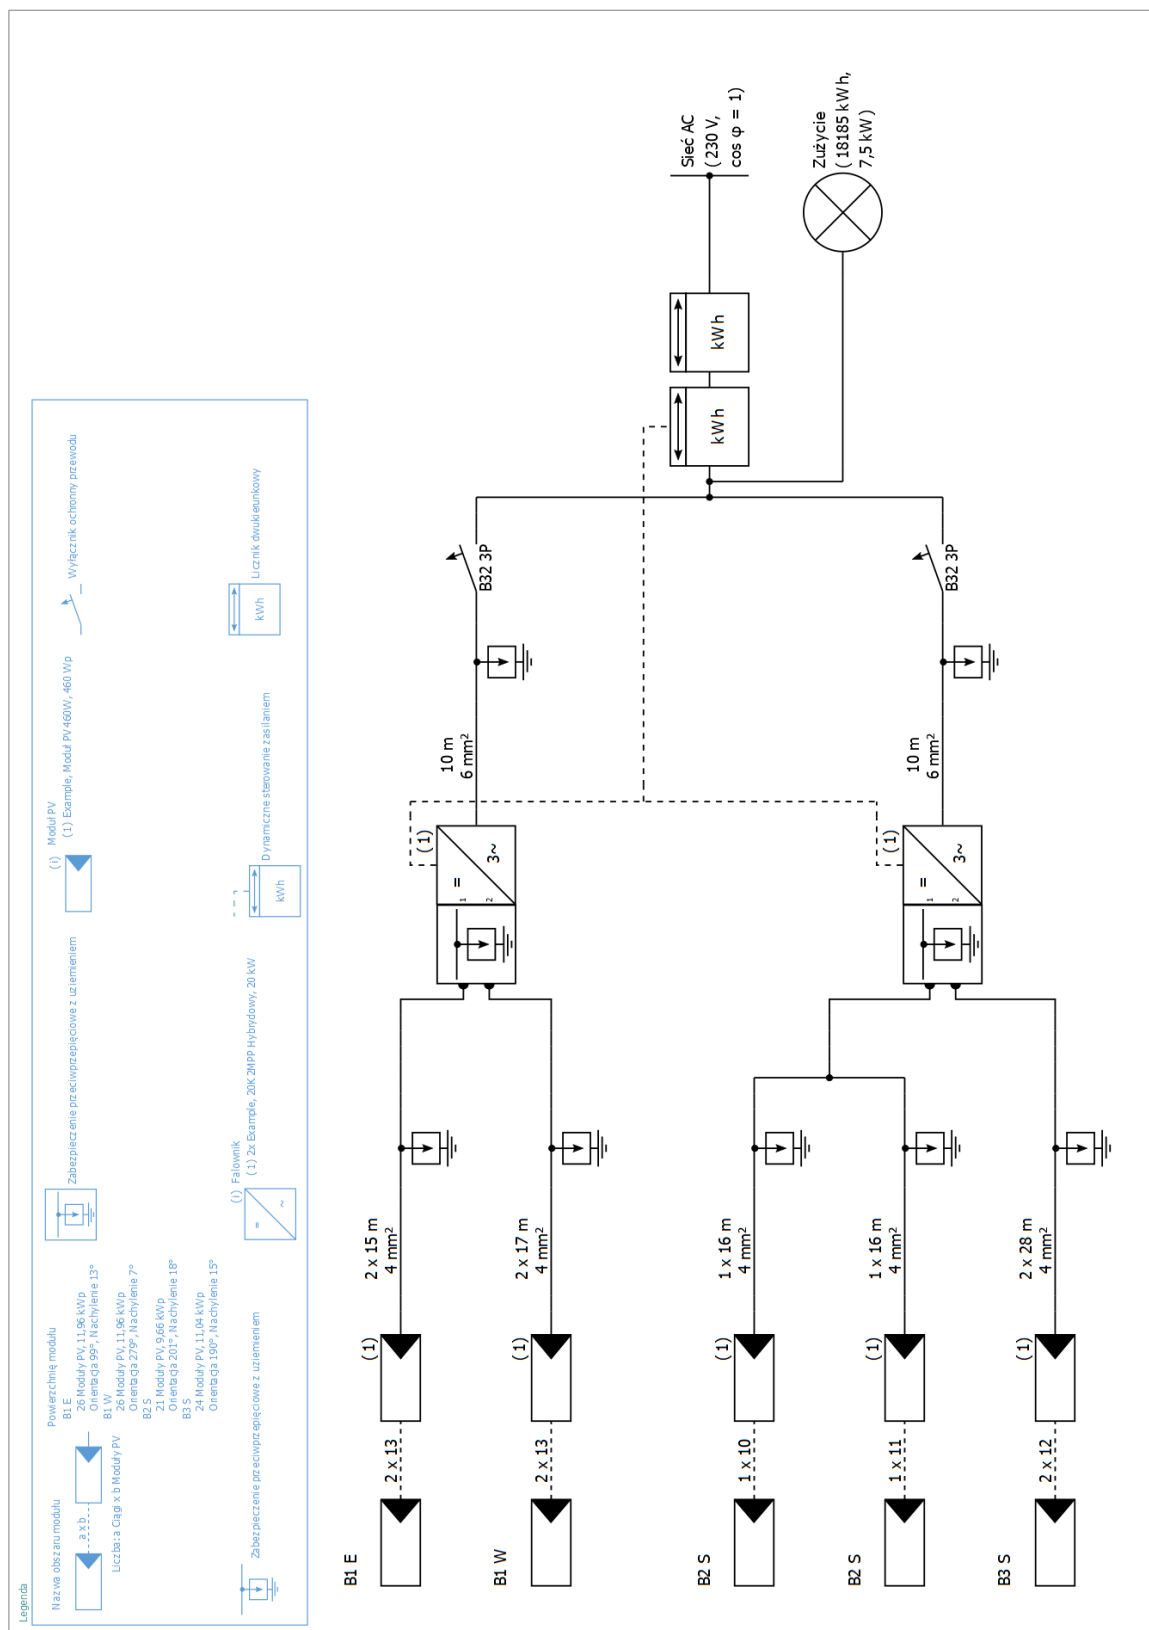 Legenda
Nazwa obszaru modułu
a x b
Liczba: a Ciągi x b Moduły PV
Powierzchnię modułu
B1 E
26 Moduły PV, 11,96 kWp
Orientacja 99°, Nachylenie 13°
B1 W
26 Moduły PV, 11,96 kWp
Orientacja 279°, Nachylenie 7°
B2 S
21 Moduły PV, 9,66 kWp
Orientacja 201°, Nachylenie 18°
B3 S
24 Moduły PV, 11,04 kWp
Orientacja 190°, Nachylenie 15°
Zabezpieczenie przeciwprzepięciowe z uziemieniem
(i) Moduł PV
(1) Example, Moduł PV 460W, 460 Wp
Wyłącznik ochronny przewodu
Zabezpieczenie przeciwprzepięciowe z uziemieniem
(i) Falownik
= ~
(1) 2x Example, 20K 2MPP Hybrydowy, 20 kW
kWh
Dynamiczne sterowanie zasilaniem
kWh
Licznik dwukierunkowy
B1 E
2 x 13
(1)
2 x 15 m
4 mm²
B1 W
2 x 13
(1)
2 x 17 m
4 mm²
(1)
=
3~
1
2
10 m
6 mm²
B32 3P
B2 S
1 x 10
(1)
1 x 16 m
4 mm²
B2 S
1 x 11
(1)
1 x 16 m
4 mm²
B3 S
2 x 12
(1)
2 x 28 m
4 mm²
(1)
=
3~
1
2
10 m
6 mm²
B32 3P
kWh
kWh
Sieć AC
(230 V,
cos φ = 1)
Zużycie
(18185 kWh,
7,5 kW)